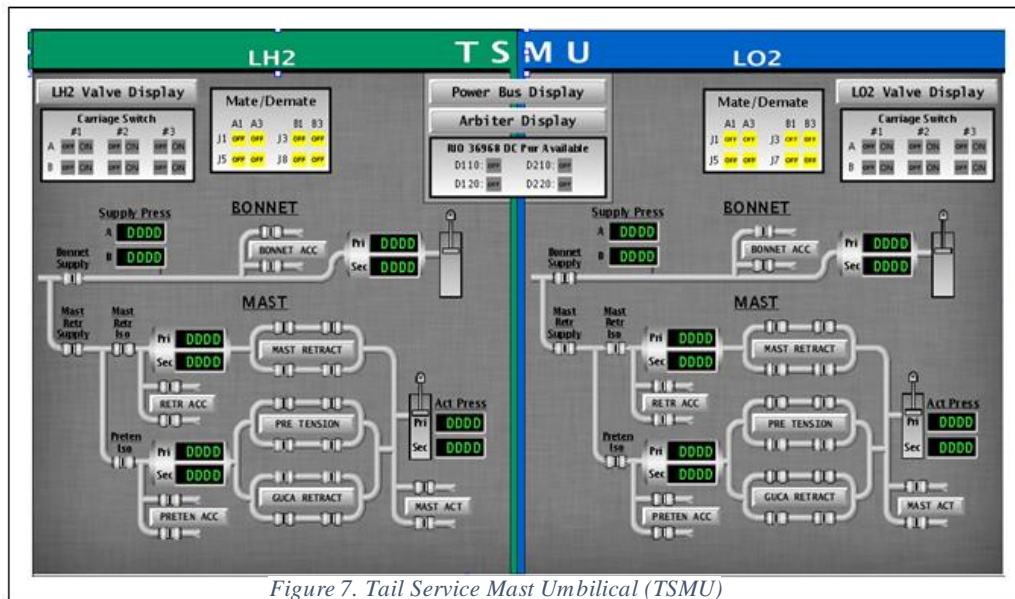 TSMU
LH2
LH2 Valve Display
Carriage Switch
#1 #2 #3
A OFF ON OFF ON OFF ON
B OFF ON OFF ON OFF ON
Mate/Demate
A1 A3 B1 B3
J1 OFF OFF J3 OFF OFF
J5 OFF OFF J8 OFF OFF
Power Bus Display
Arbiter Display
RIO 36968 DC Pwr Available
D110: OFF D210: OFF
D120: OFF D220: OFF
BONNET
Supply Press
A DDDD
B DDDD
Bonnet
Supply
BONNET ACC
Pri DDDD
Sec DDDD
MAST
Mast
Retr
Supply
Mast
Retr
Iso
Pri DDDD
Sec DDDD
MAST RETRACT
RETR ACC
PRE TENSION
Act Press
Pri DDDD
Sec DDDD
Preten
Iso
Pri DDDD
Sec DDDD
GUCA RETRACT
PRETEN ACC
MAST ACT
LO2
Mate/Demate
A1 A3 B1 B3
J1 OFF OFF J3 OFF OFF
J5 OFF OFF J7 OFF OFF
LO2 Valve Display
Carriage Switch
#1 #2 #3
A OFF ON OFF ON OFF ON
B OFF ON OFF ON OFF ON
BONNET
Supply Press
A DDDD
B DDDD
Bonnet
Supply
BONNET ACC
Pri DDDD
Sec DDDD
MAST
Mast
Retr
Supply
Mast
Retr
Iso
Pri DDDD
Sec DDDD
MAST RETRACT
RETR ACC
PRE TENSION
Act Press
Pri DDDD
Sec DDDD
Preten
Iso
Pri DDDD
Sec DDDD
GUCA RETRACT
PRETEN ACC
MAST ACT
Figure 7. Tail Service Mast Umbilical (TSMU)